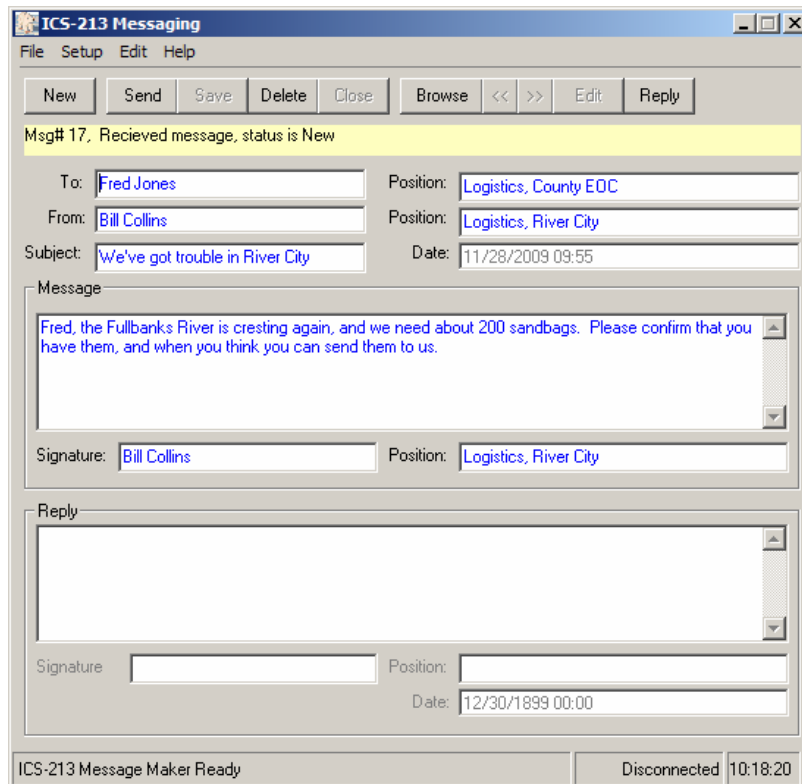 ICS-213 Messaging
File Setup Edit Help
New Send Save Delete Close Browse << >> Edit Reply
Msg# 17, Recieved message, status is New
To: Fred Jones Position: Logistics, County EOC
From: Bill Collins Position: Logistics, River City
Subject: We've got trouble in River City Date: 11/28/2009 09:55
Message
Fred, the Fullbanks River is cresting again, and we need about 200 sandbags. Please confirm that you
have them, and when you think you can send them to us.
Signature: Bill Collins Position: Logistics, River City
Reply
Signature Position:
Date: 12/30/1899 00:00
ICS-213 Message Maker Ready Disconnected 10:18:20